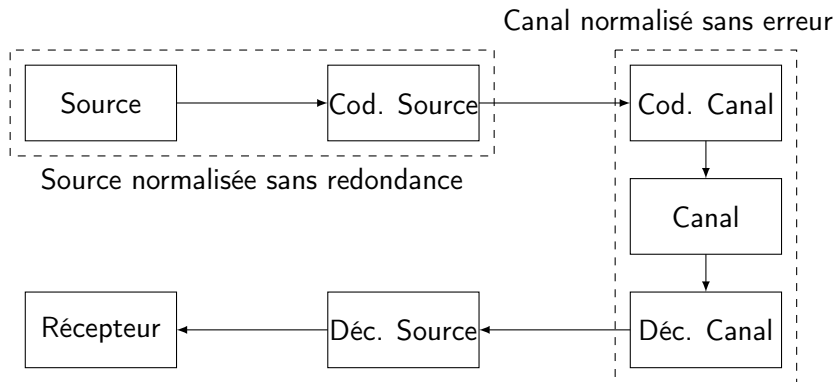 Canal normalisé sans erreur
Source
Cod. Source
Cod. Canal
Source normalisée sans redondance
Canal
Récepteur
Déc. Source
Déc. Canal